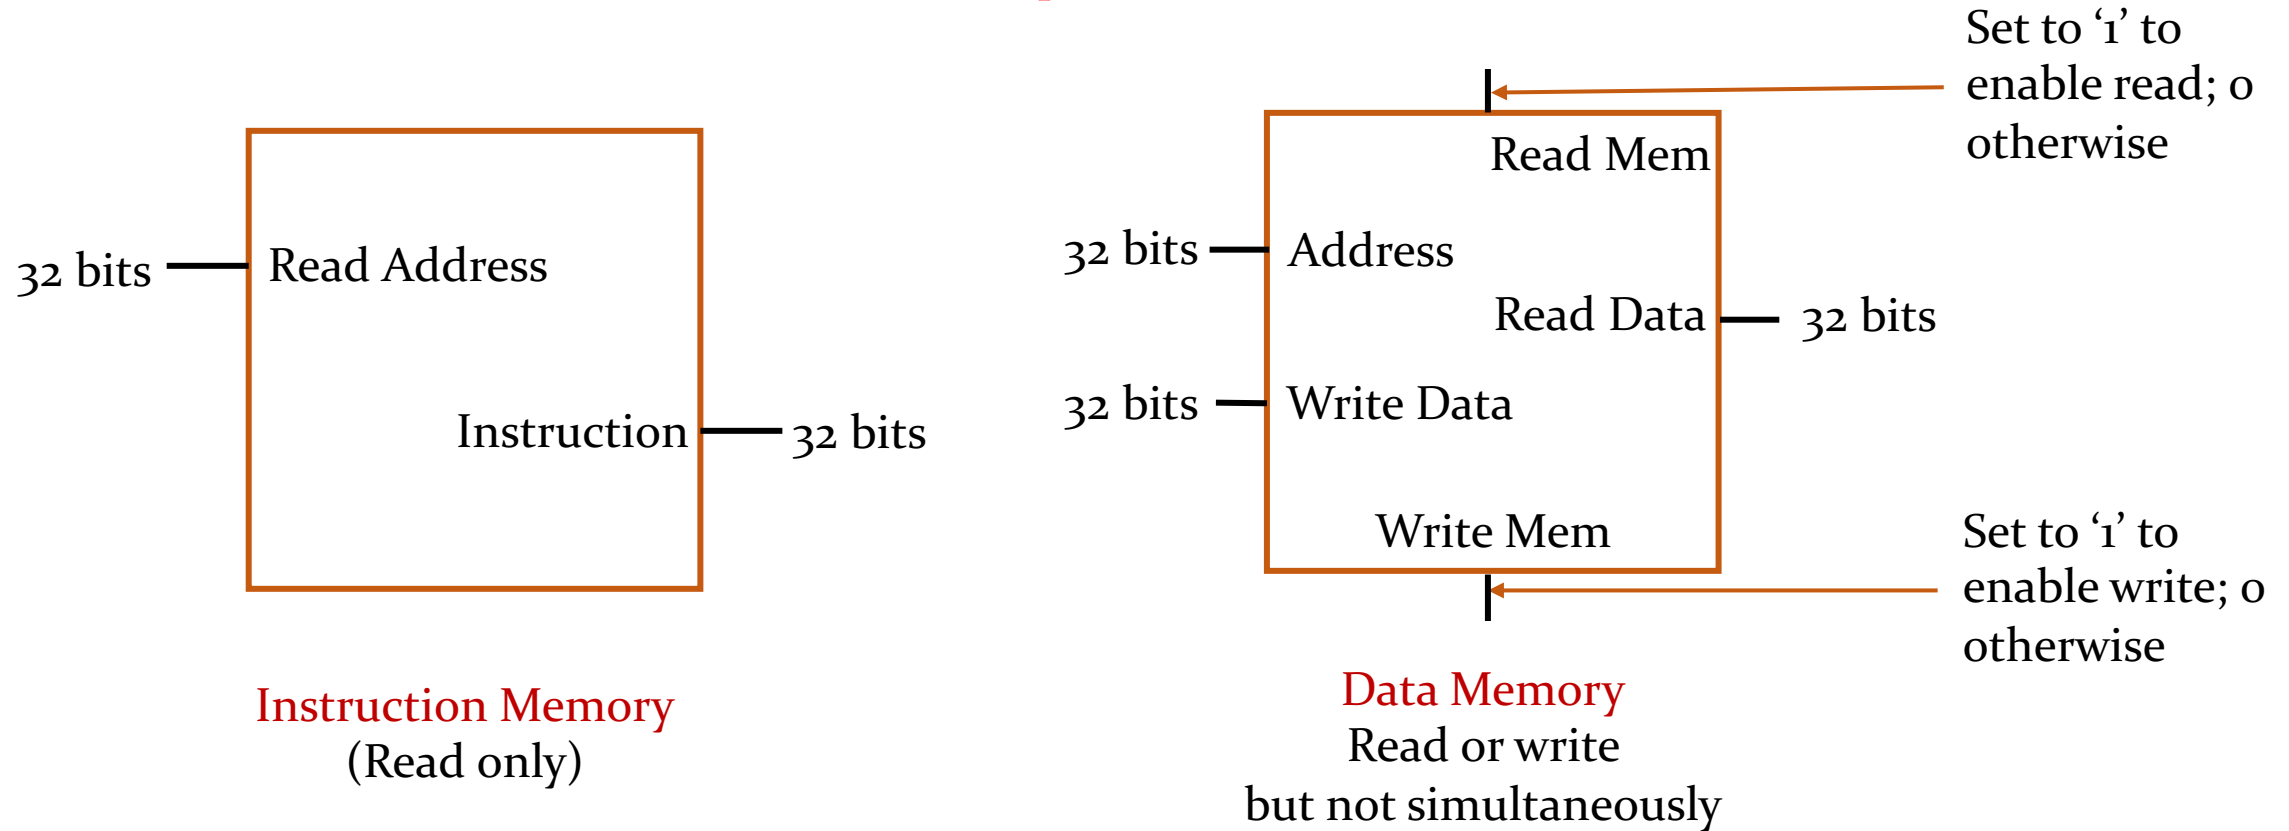 32 bits
Read Address
Instruction
32 bits
Instruction Memory
(Read only)
Set to ‘1’ to
enable read; 0
otherwise
Read Mem
32 bits
Address
Read Data
32 bits
32 bits
Write Data
Write Mem
Set to ‘1’ to
enable write; 0
otherwise
Data Memory
Read or write
but not simultaneously